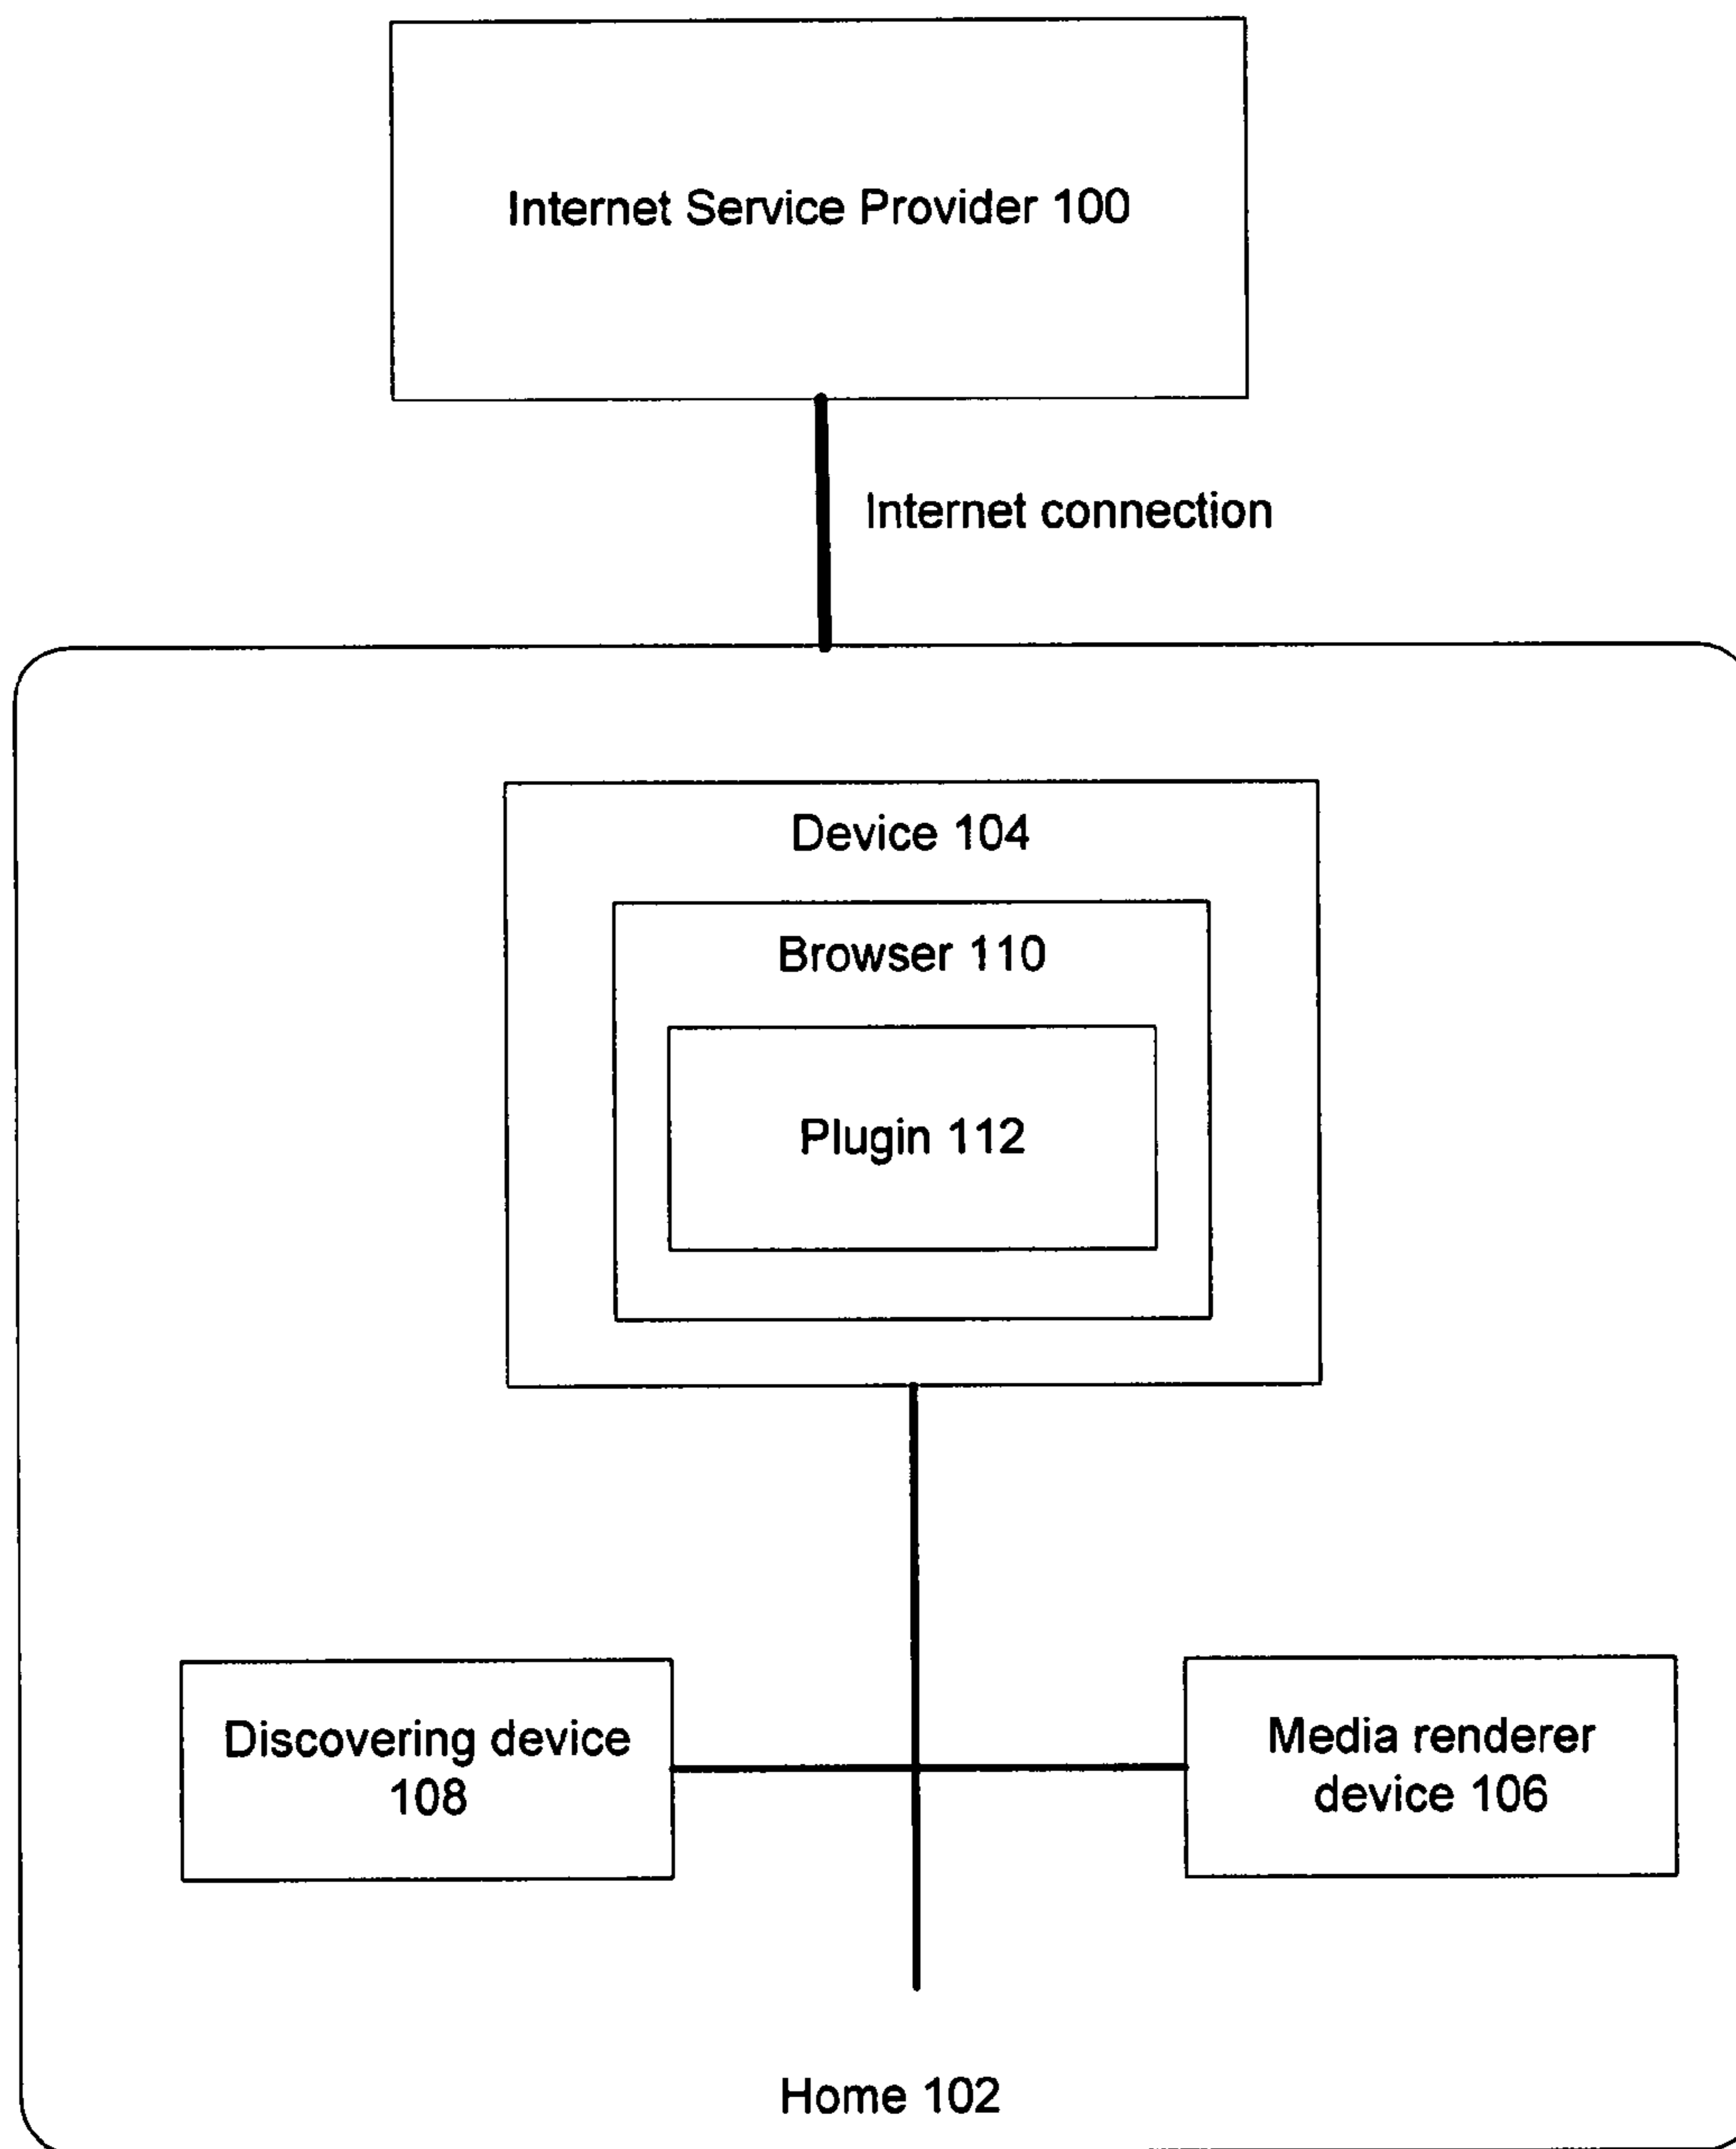 Internet Service Provider 100
Internet connection
Device 104
Browser 110
Plugin 112
Discovering device
108
Media renderer
device 106
Home 102